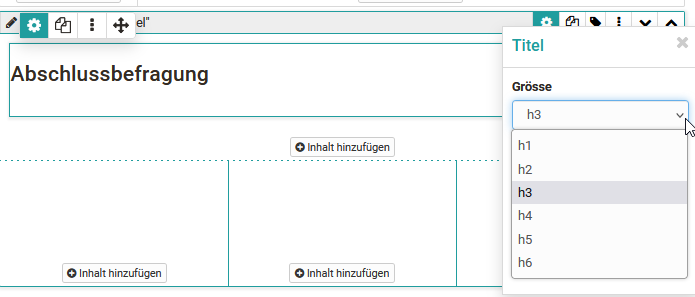 el"
Titel
Grösse
Abschlussbefragung
h3
Inhalt hinzufügen
h1
h2
h3
h4
h5
h6
Inhalt hinzufügen
Inhalt hinzufügen